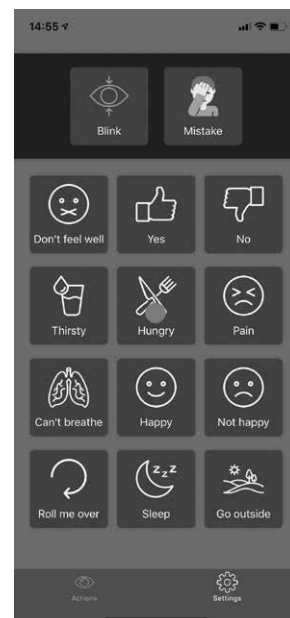 14:55
Blink Mistake
Don't feel well Yes No
Thirsty Hungry Pain
Can't breathe Happy Not happy
z z z
Roll me over Sleep Go outside
Actions Settings